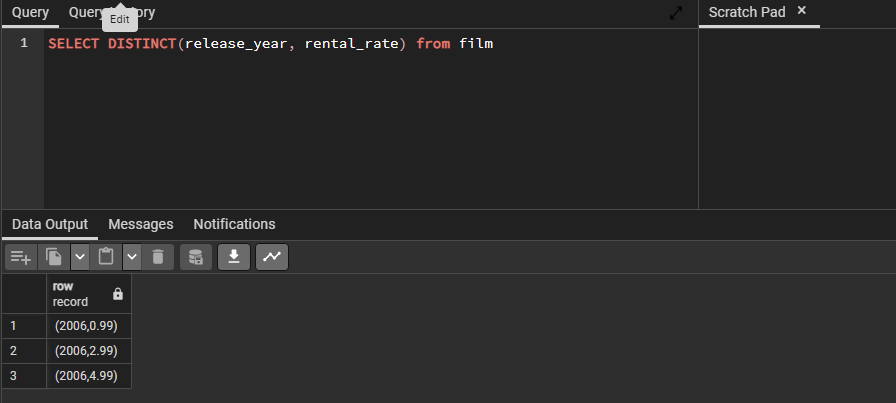 Query Query ory Scratch Pad ×
Edit
1 SELECT DISTINCT(release_year, rental_rate) from film
Data Output Messages Notifications
row
record
1 (2006,0.99)
2 (2006,2.99)
3 (2006,4.99)